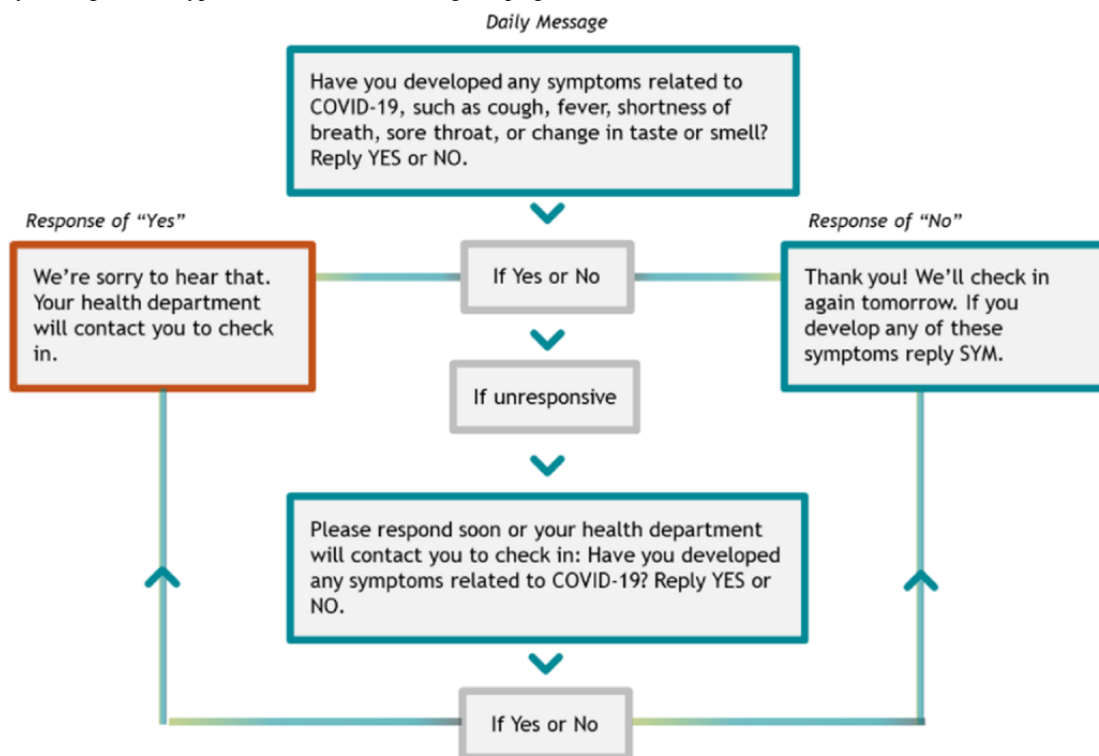 Daily Message
Have you developed any symptoms related to
COVID-19, such as cough, fever, shortness of
breath, sore throat, or change in taste or smell?
Reply YES or NO.
Response of “Yes”
Response of “No”
We’re sorry to hear that.
Your health department
will contact you to check
in.
If Yes or No
Thank you! We’ll check in
again tomorrow. If you
develop any of these
symptoms reply SYM.
If unresponsive
Please respond soon or your health department
will contact you to check in: Have you developed
any symptoms related to COVID-19? Reply YES or
NO.
If Yes or No